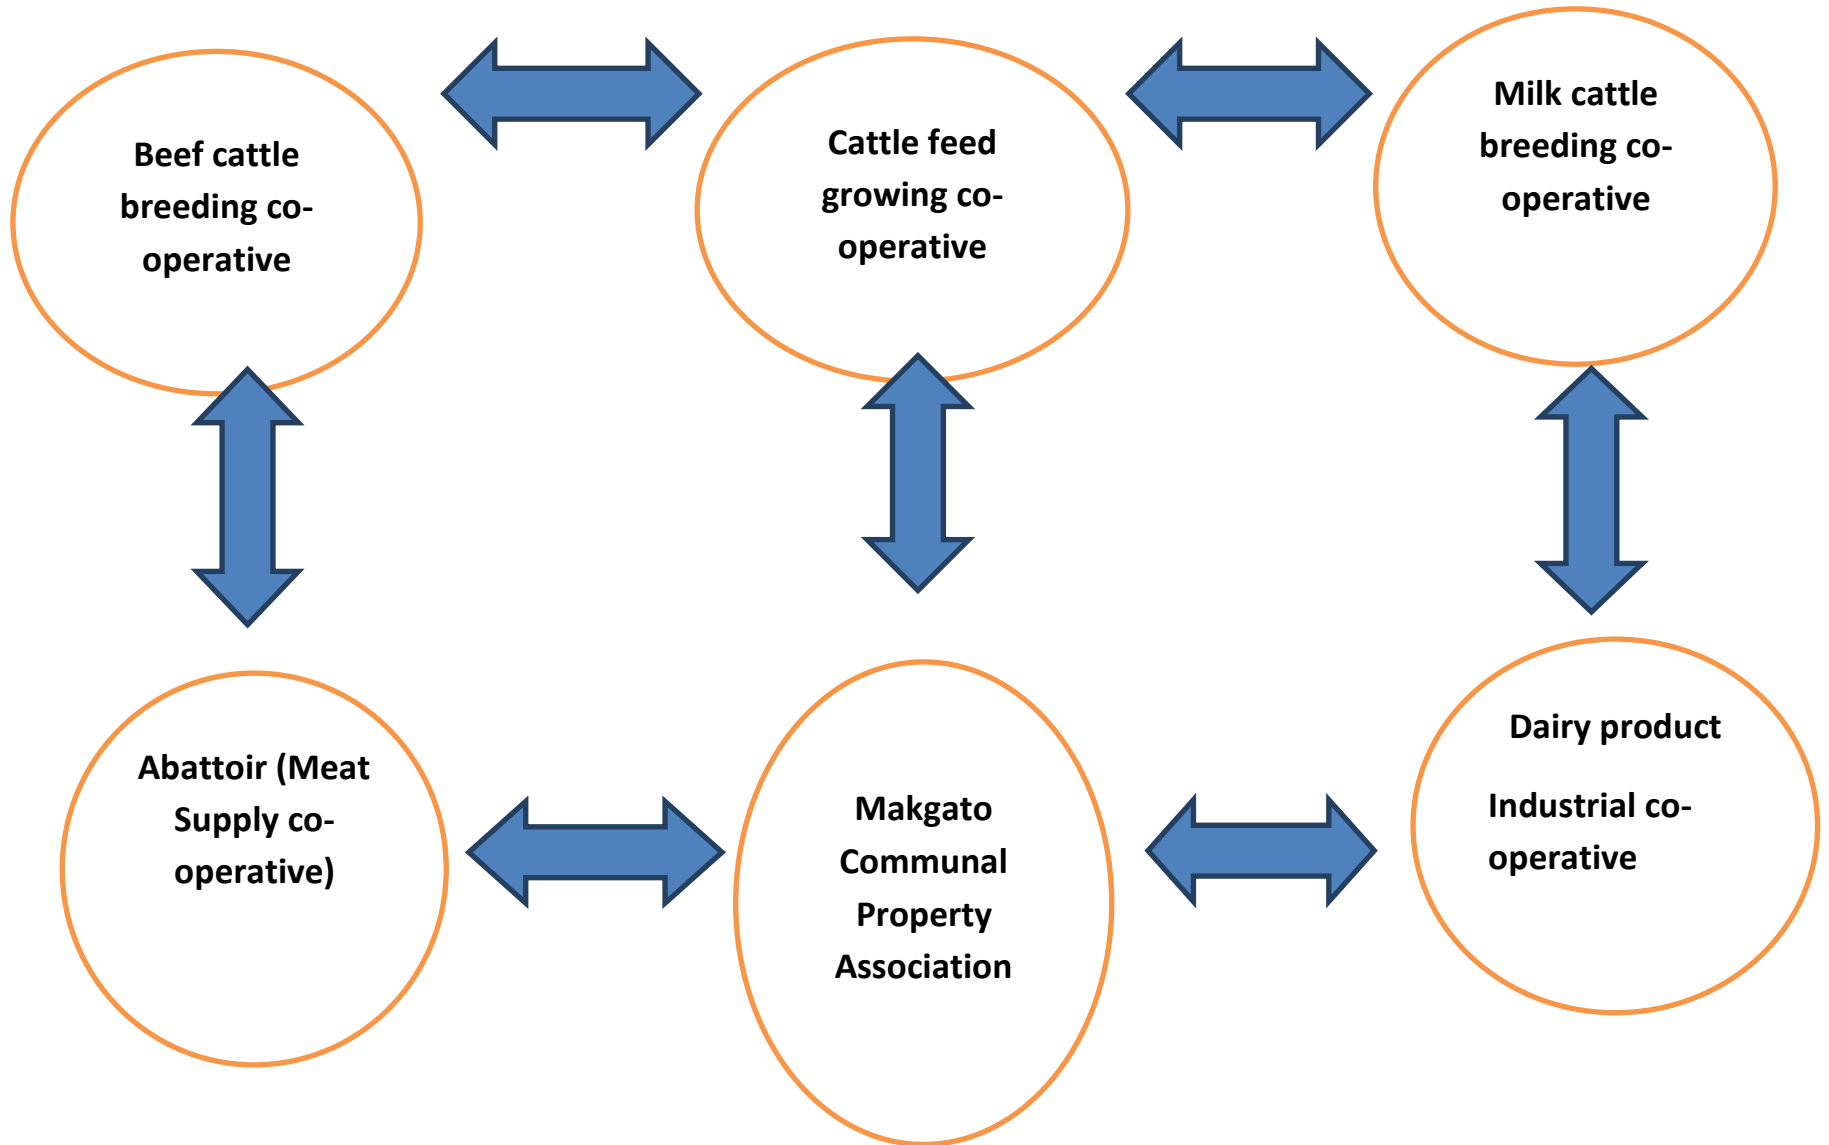 Beef cattle
breeding co-
operative
Cattle feed
growing co-
operative
Milk cattle
breeding co-
operative
Abattoir (Meat
Supply co-
operative)
Makgato
Communal
Property
Association
Dairy product
Industrial co-
operative